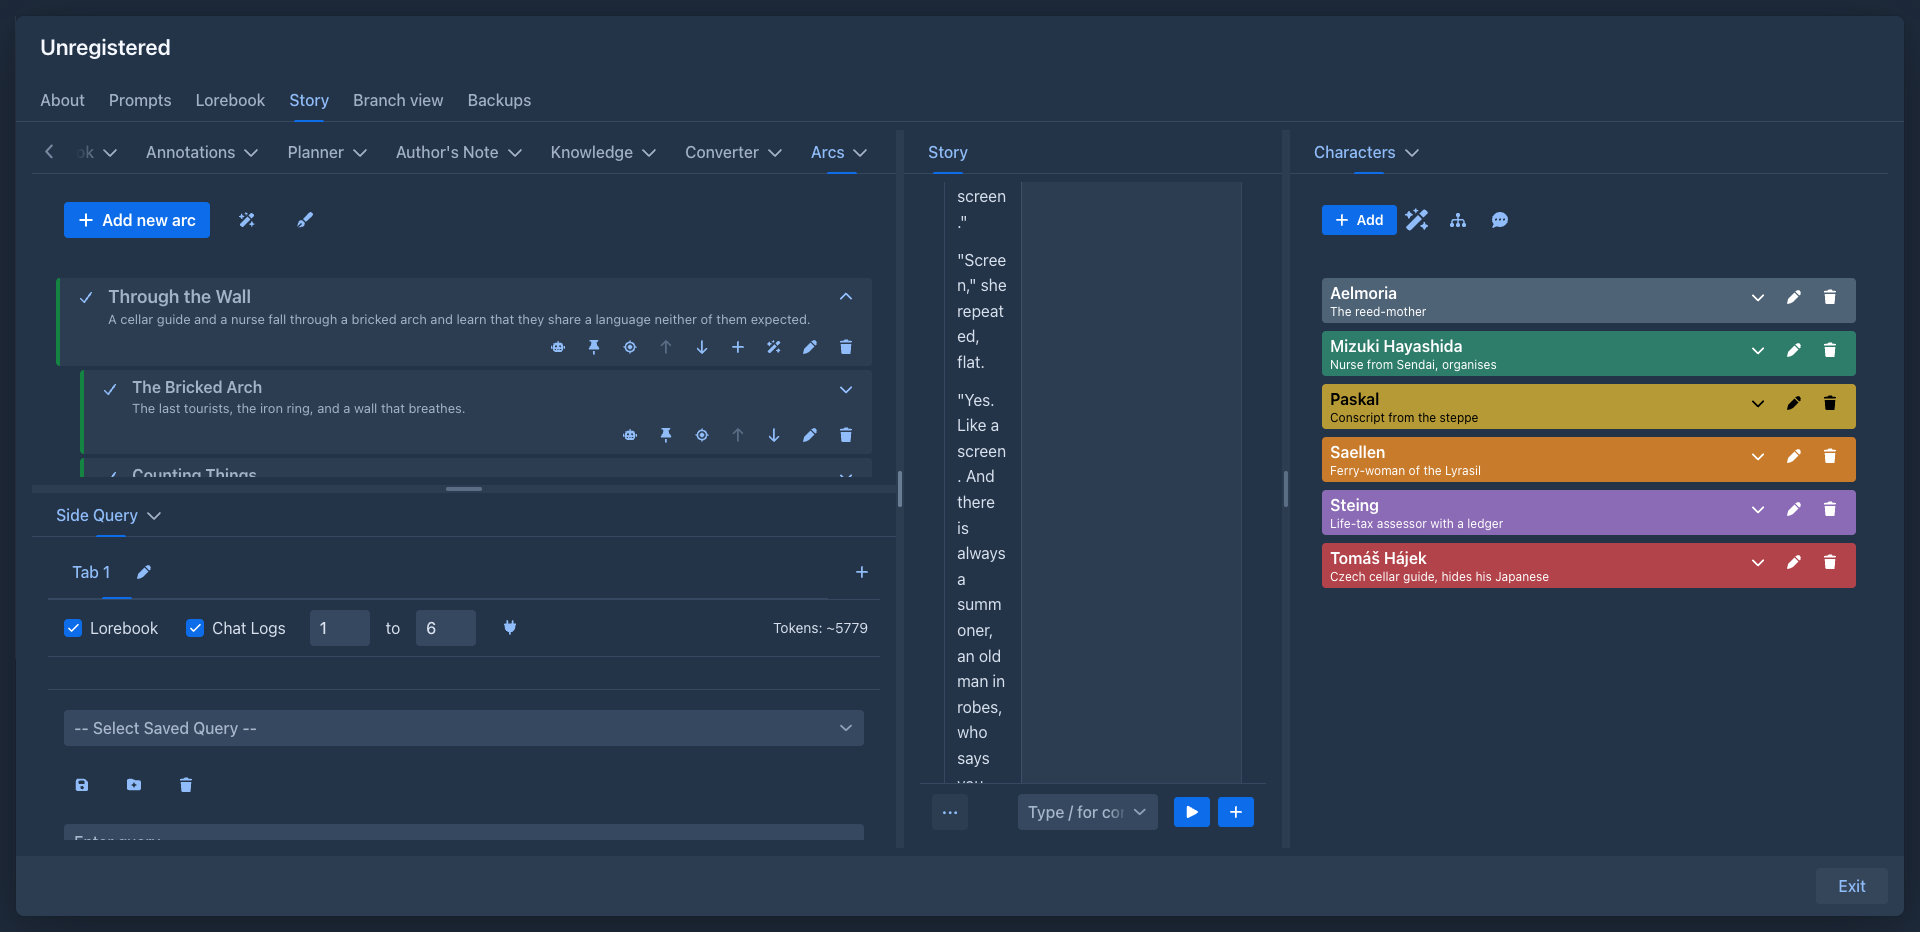 Unregistered
About Prompts Lorebook Story Branch view Backups
Annotations Planner Author's Note Knowledge Converter Arcs
Add new arc
Through the Wall
A cellar guide and a nurse fall through a bricked arch and learn that they share a language neither of them expected.
The Bricked Arch
The last tourists, the iron ring, and a wall that breathes.
Counting Things
Side Query
Tab 1
Lorebook Chat Logs 1 to 6 Tokens: ~5779
-- Select Saved Query --
Story
screen
."
"Scree
n," she
repeat
ed,
flat.
"Yes.
Like a
screen
. And
there
is
always
a
summ
oner,
an old
man in
robes,
who
says
Type / for
Characters
Add
Aelmoria
The reed-mother
Mizuki Hayashida
Nurse from Sendai, organises
Paskal
Conscript from the steppe
Saellen
Ferry-woman of the Lyrasil
Steing
Life-tax assessor with a ledger
Tomáš Hájek
Czech cellar guide, hides his Japanese
Exit